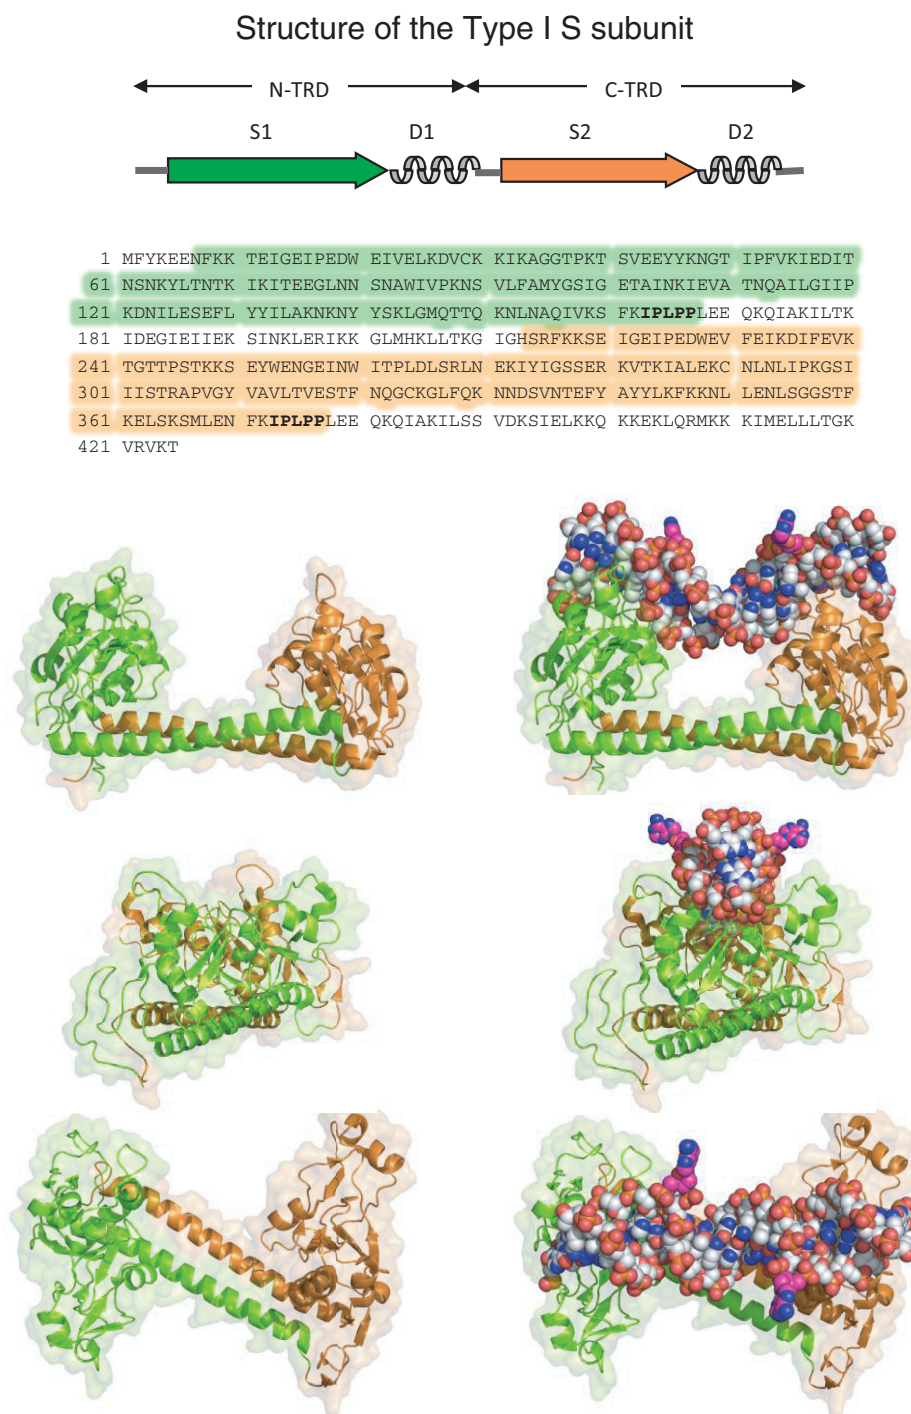 Structure of the Type I S subunit
N-TRD C-TRD
S1 D1 S2 D2
1 MFYKEENFKK TEIGEIPEDW EIVELKDVCK KIKAGGTPKT SVEEYYKNGT IPFVKIEDIT
61 NSNKYLTNTK IKITEEGLNN SNAWIVPKNS VLFAMYGSIG ETAINKIEVA TNQAILGIIP
121 KDNILESEFL YYILAKNKNY YSKLGMQTTQ KNLNAQIVKS FKIPLPPLEE QKQIAKILTK
181 IDEGIEIIEK SINKLERIKK GLMHKLLTKG IGHSRFKKSE IGEIPEDWEV FEIKDIFEVK
241 TGTTPSTKKS EYWENGEINW ITPLDLSRLN EKIYIGSSER KVTKIALEKC NLNLIPKGSI
301 IISTRAPVGY VAVLTVESTF NQGCKGLFQK NNDSVNTEFY AYYLKFKKNL LENLSGGSTF
361 KELSKSMLEN FKIPLPPLEE QKQIAKILSS VDKSIELKKQ KKEKLQRMKK KIMELLLTGK
421 VRVKT